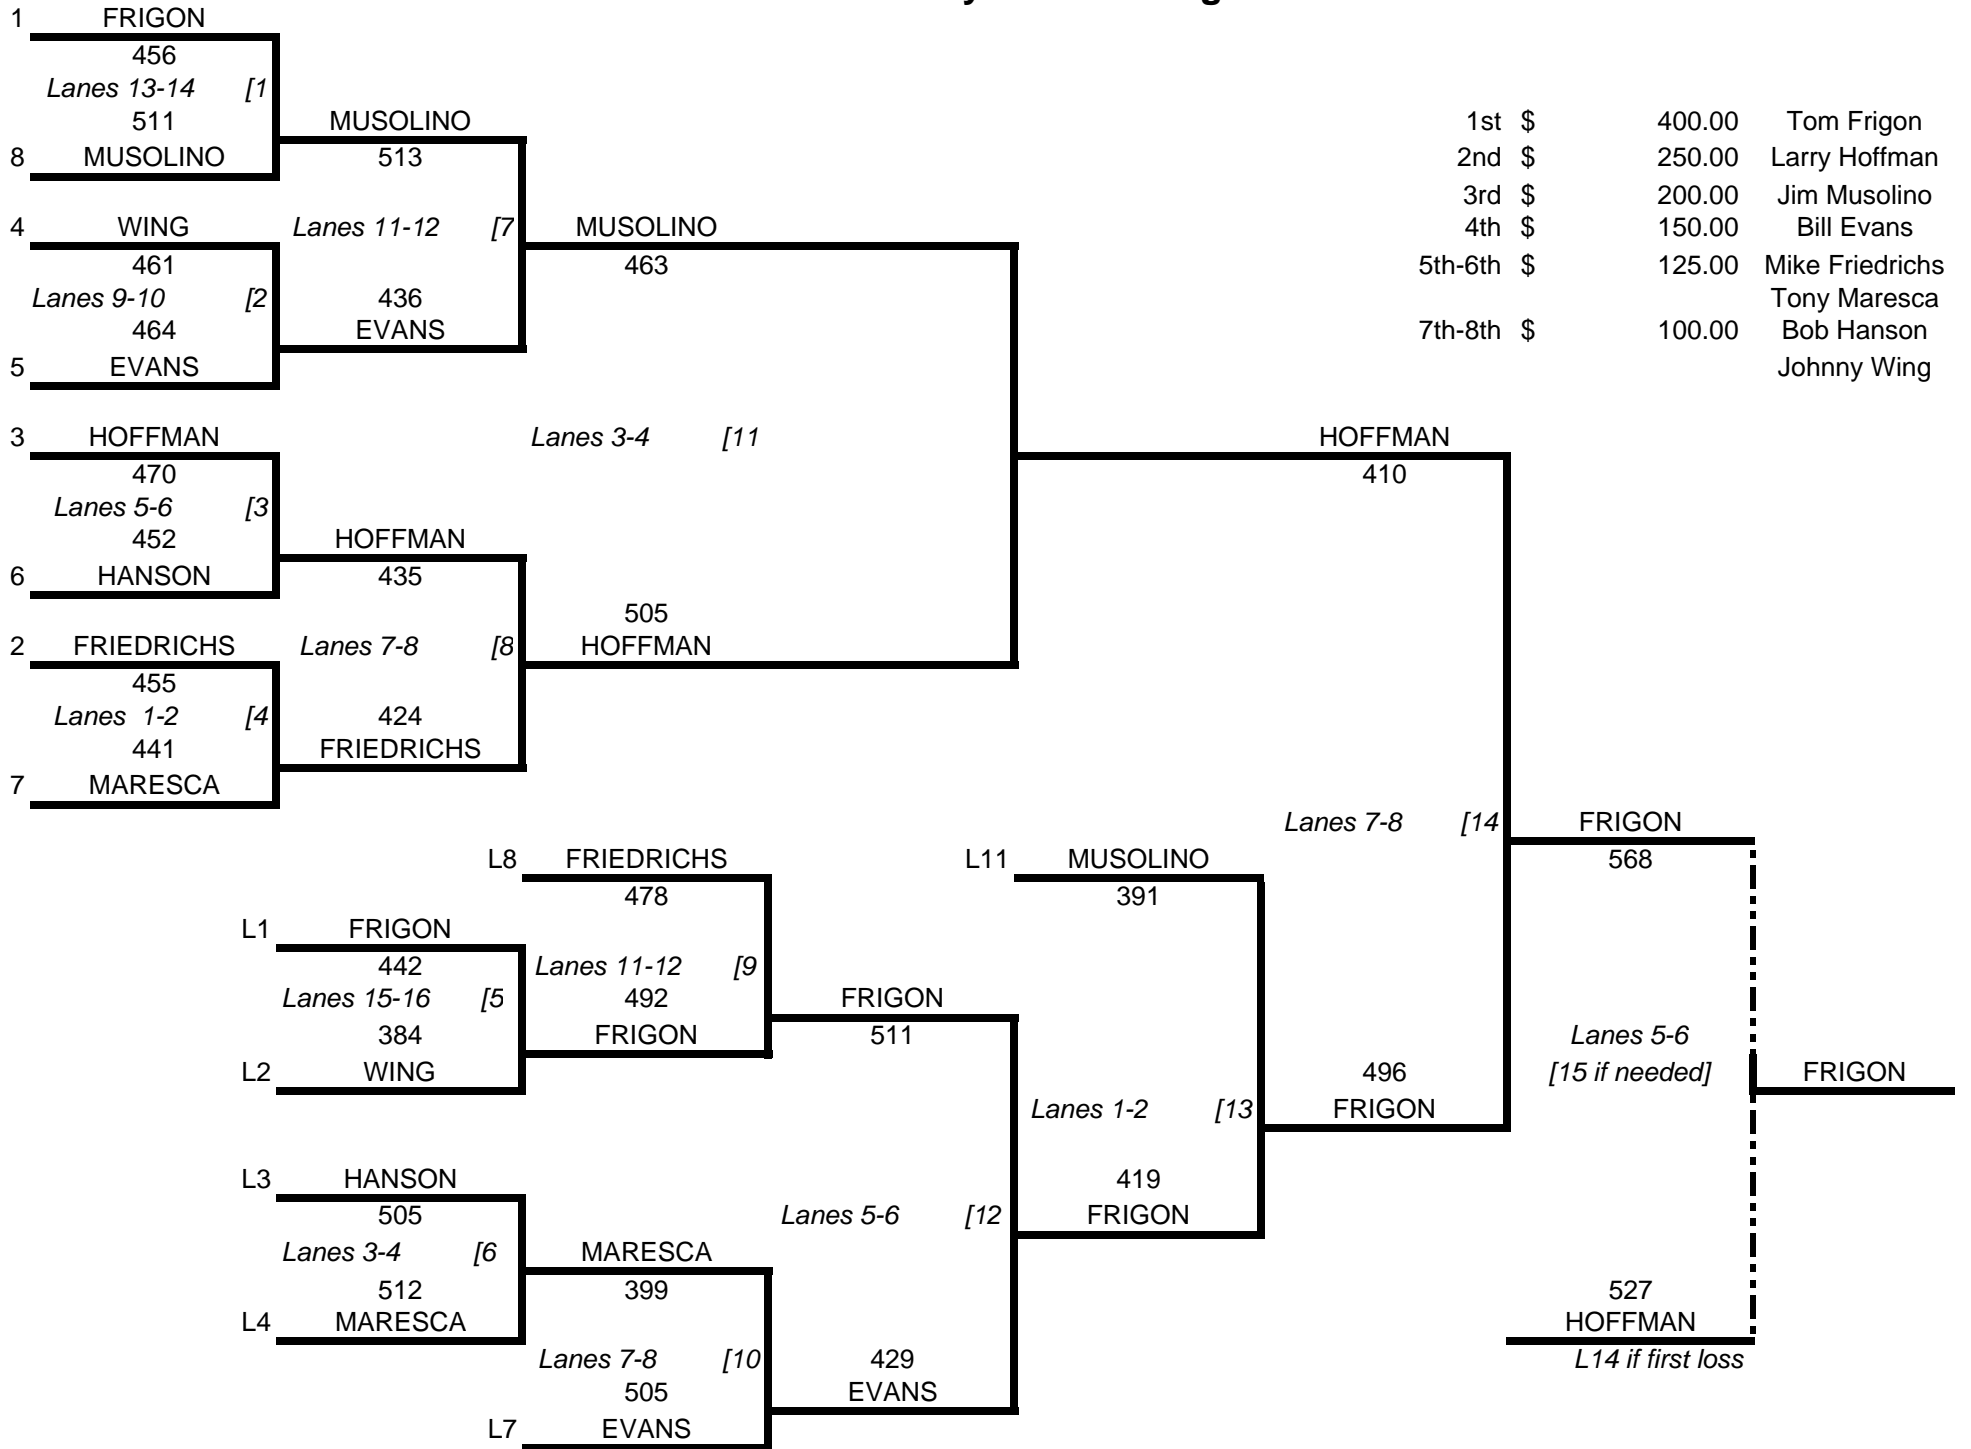 1 FRIGON
456
Lanes 13-14 [1
511 MUSOLINO 1st $ 400.00 Tom Frigon
8 MUSOLINO 513 2nd $ 250.00 Larry Hoffman
3rd $ 200.00 Jim Musolino
4 WING Lanes 11-12 [7 MUSOLINO 4th $ 150.00 Bill Evans
461 463 5th-6th $ 125.00 Mike Friedrichs
Lanes 9-10 [2 436 Tony Maresca
464 EVANS 7th-8th $ 100.00 Bob Hanson
5 EVANS Johnny Wing
3 HOFFMAN Lanes 3-4 [11 HOFFMAN
470 410
Lanes 5-6 [3
452 HOFFMAN
6 HANSON 435
505
2 FRIEDRICHS Lanes 7-8 [8 HOFFMAN
455
Lanes 1-2 [4 424
441 FRIEDRICHS
7 MARESCA
Lanes 7-8 [14 FRIGON
L8 FRIEDRICHS L11 MUSOLINO 568
478 391
L1 FRIGON
442 Lanes 11-12 [9
Lanes 15-16 [5 492 FRIGON
384 FRIGON 511 Lanes 5-6
L2 WING 496 [15 if needed] FRIGON
Lanes 1-2 [13 FRIGON
L3 HANSON 419
505 Lanes 5-6 [12 FRIGON
Lanes 3-4 [6 MARESCA
512 399 527
L4 MARESCA HOFFMAN
Lanes 7-8 [10 429 L14 if first loss
505 EVANS
L7 EVANS